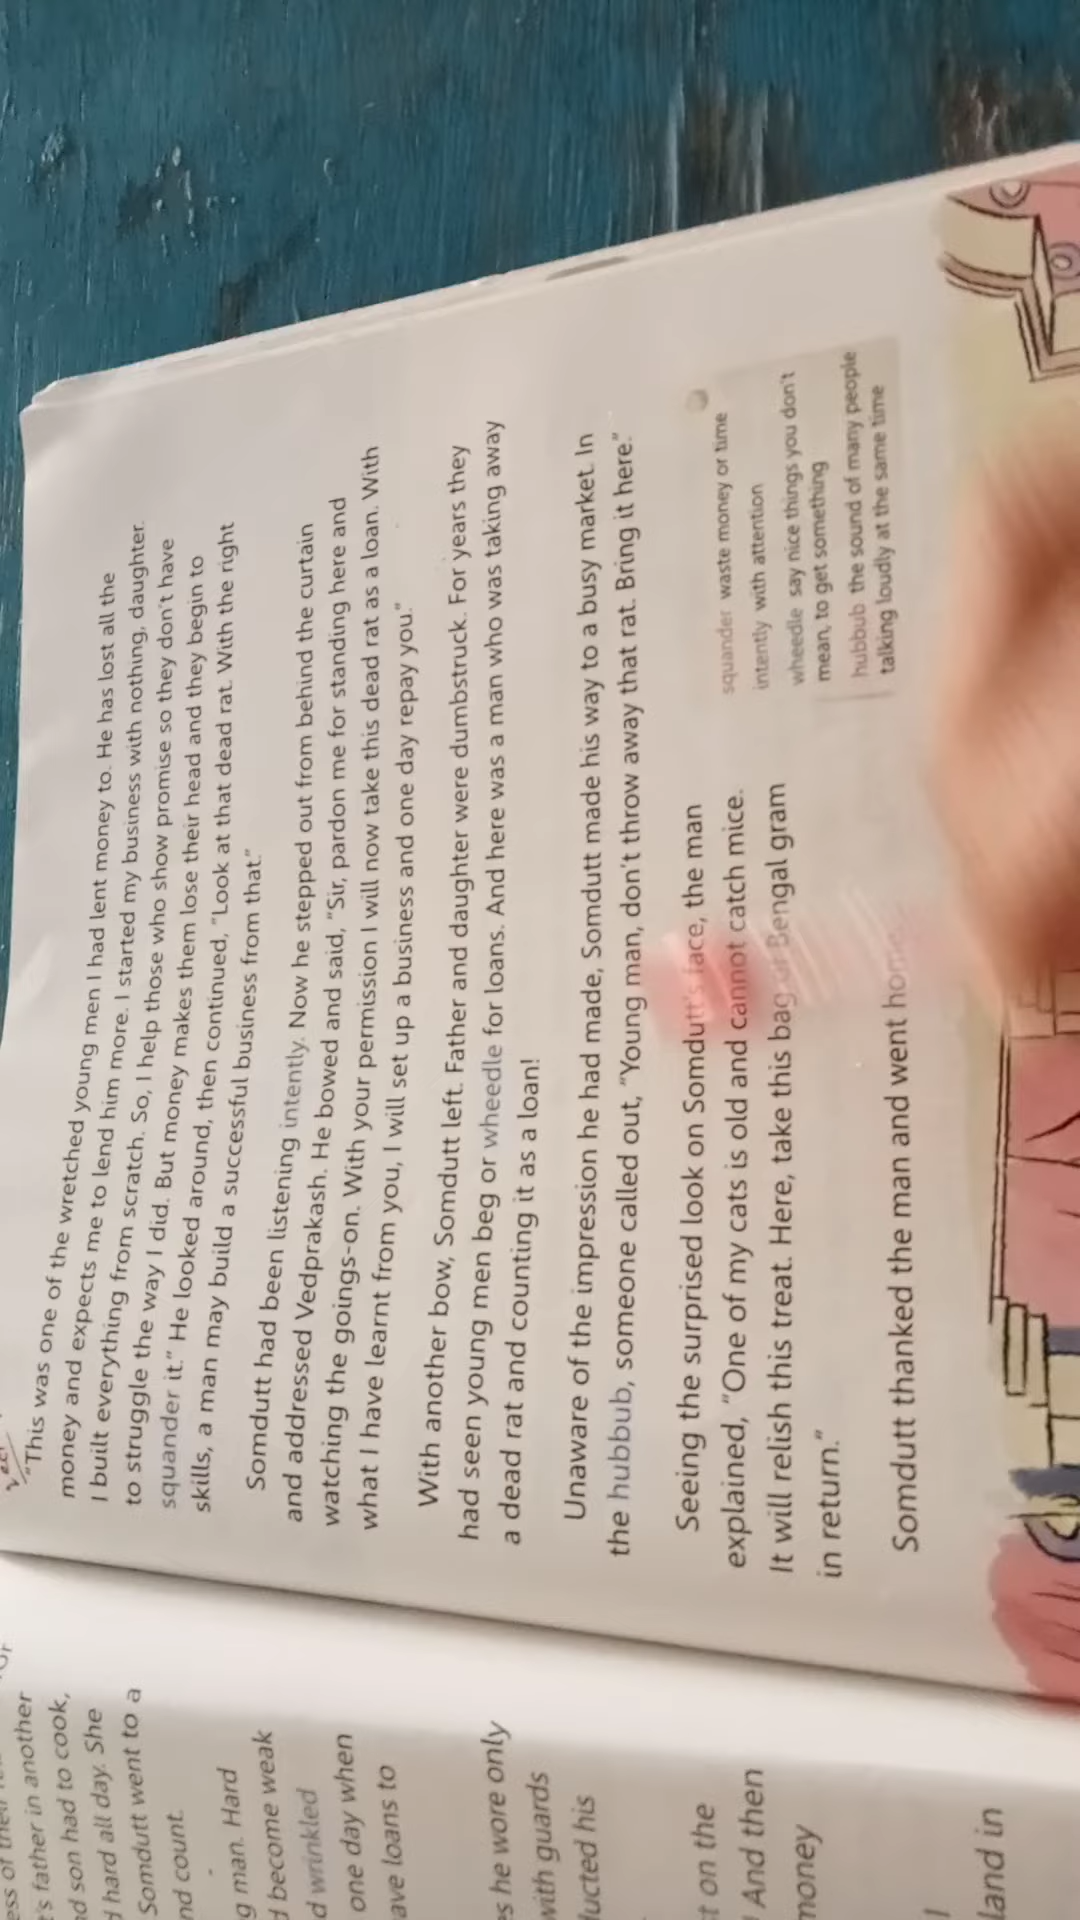 "This was one of the wretched young men I had lent money to. He has lost all the
money and expects me to lend him more. I started my business with nothing, daughter.
I built everything from scratch. So, I help those who show promise so they don't have
to struggle the way I did. But money makes them lose their head and they begin to
squander it." He looked around, then continued, "Look at that dead rat. With the right
skills, a man may build a successful business from that."
Somdutt had been listening intently. Now he stepped out from behind the curtain
and addressed Vedprakash. He bowed and said, "Sir, pardon me for standing here and
watching the goings-on. With your permission I will now take this dead rat as a loan. With
what I have learnt from you, I will set up a business and one day repay you."
With another bow, Somdutt left. Father and daughter were dumbstruck. For years they
had seen young men beg or wheedle for loans. And here was a man who was taking away
a dead rat and counting it as a loan!
Unaware of the impression he had made, Somdutt made his way to a busy market. In
the hubbub, someone called out, "Young man, don't throw away that rat. Bring it here."
Seeing the surprised look on Somdutt's face, the man
explained, "One of my cats is old and cannot catch mice.
It will relish this treat. Here, take this bag of Bengal gram
in return."
Somdutt thanked the man and went
squander waste money or time
intently with attention
wheedle say nice things you don't
mean, to get something
hubbub the sound of many people
talking loudly at the same time
's father in another
son had to cook,
hard all day. She
Somdutt went to a
count.
man. Hard
become weak
wrinkled
one day when
loans to
he wore only
with guards
his
on the
And then
money
land in